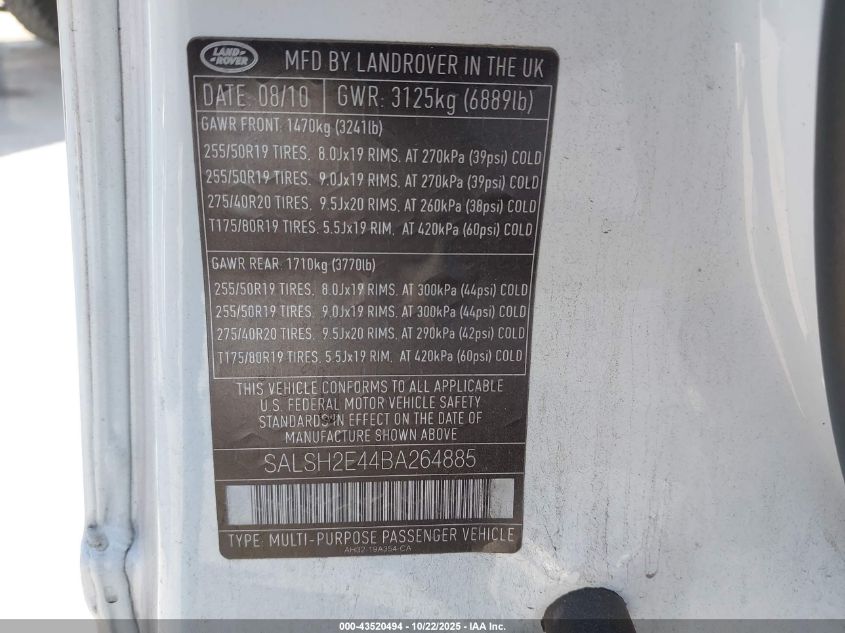 LAND ROVER
MFD BY LANDROVER IN THE UK
DATE: 08/10 GWR: 3125kg (6889lb)
GAWR FRONT: 1470kg (3241lb)
255/50R19 TIRES, 8.0Jx19 RIMS, AT 270kPa (39psi) COLD
255/50R19 TIRES, 9.0Jx19 RIMS, AT 270kPa (39psi) COLD
275/40R20 TIRES, 9.5Jx20 RIMS, AT 260kPa (38psi) COLD
T175/80R19 TIRES, 5.5Jx19 RIM, AT 420kPa (60psi) COLD
GAWR REAR: 1710kg (3770lb)
255/50R19 TIRES, 8.0Jx19 RIMS, AT 300kPa (44psi) COLD
255/50R19 TIRES, 9.0Jx19 RIMS, AT 300kPa (44psi) COLD
275/40R20 TIRES, 9.5Jx20 RIMS, AT 290kPa (42psi) COLD
T175/80R19 TIRES, 5.5Jx19 RIM, AT 420kPa (60psi) COLD
THIS VEHICLE CONFORMS TO ALL APPLICABLE
U.S. FEDERAL MOTOR VEHICLE SAFETY
STANDARDS IN EFFECT ON THE DATE OF
MANUFACTURE SHOWN ABOVE
SALSH2E44BA264885
TYPE: MULTI-PURPOSE PASSENGER VEHICLE
AH32-19A354-CA
000-43520494 - 10/22/2025 - IAA Corp.